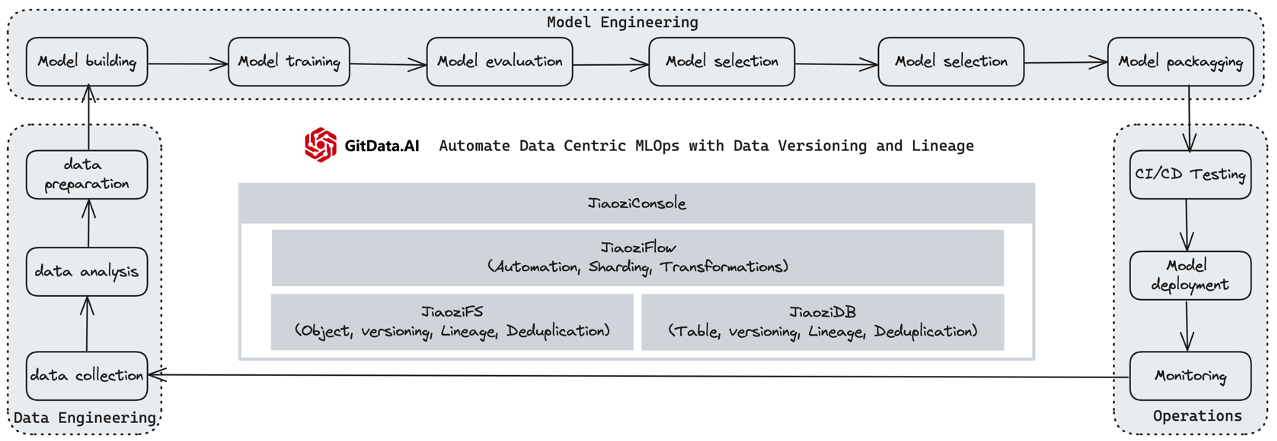 Model Engineering
Model building
Model training
Model evaluation
Model selection
Model selection
Model packagging
GitData.AI
Automate Data Centric MLOps with Data Versioning and Lineage
data
preparation
data analysis
data collection
Data Engineering
JiaoziConsole
JiaoziFlow
(Automation, Sharding, Transformations)
JiaoziFS
(Object, versioning, Lineage, Deduplication)
JiaoziDB
(Table, versioning, Lineage, Deduplication)
CI/CD Testing
Model
deployment
Monitoring
Operations